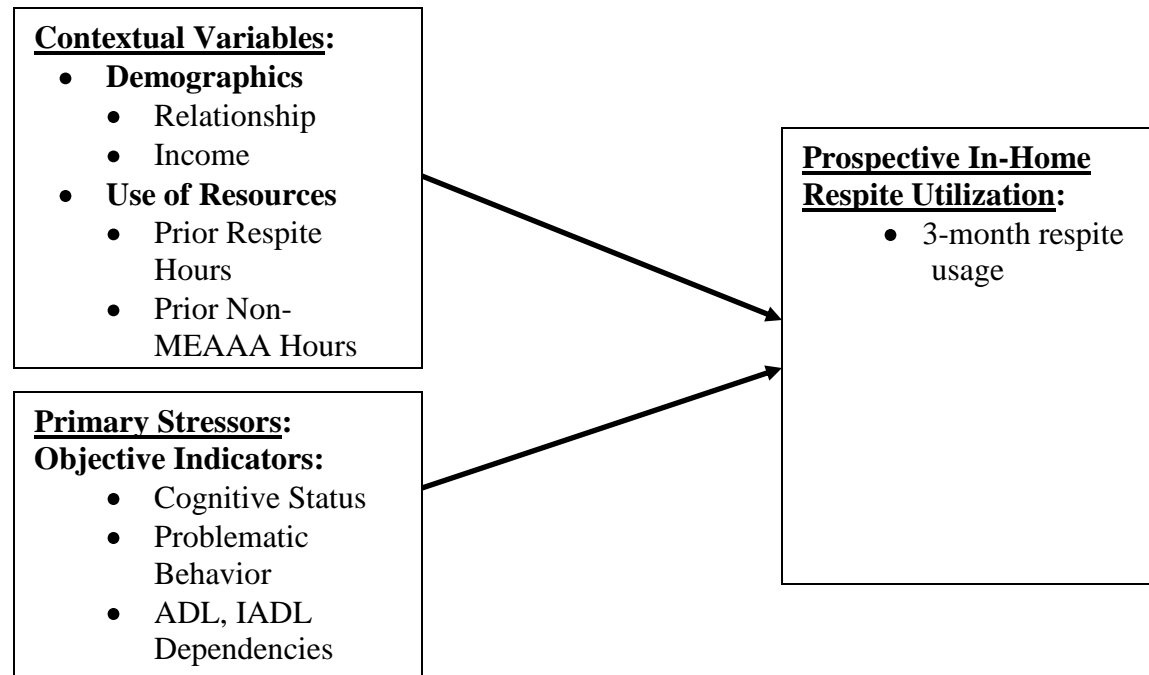 Contextual Variables:
• Demographics
• Relationship
• Income
• Use of Resources
• Prior Respite
Hours
• Prior Non-
MEAAA Hours
Primary Stressors:
Objective Indicators:
• Cognitive Status
• Problematic
Behavior
• ADL, IADL
Dependencies
Prospective In-Home
Respite Utilization:
• 3-month respite
usage